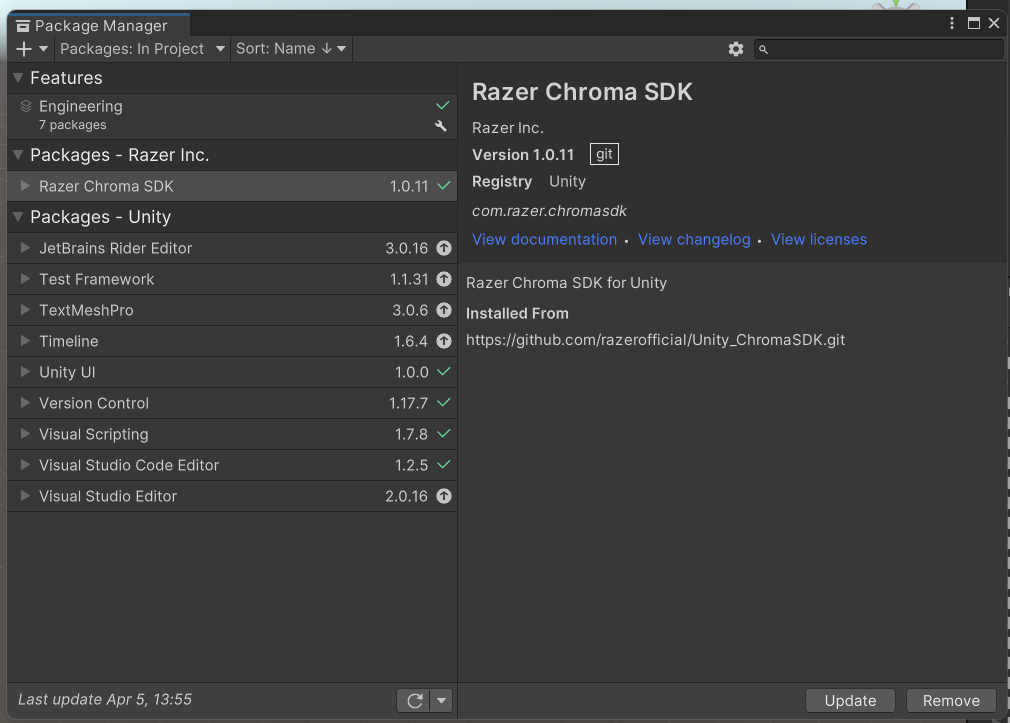 Package Manager
Packages: In Project Sort: Name ↓
Features
Engineering
7 packages
Packages - Razer Inc.
Razer Chroma SDK 1.0.11
Packages - Unity
JetBrains Rider Editor 3.0.16
Test Framework 1.1.31
TextMeshPro 3.0.6
Timeline 1.6.4
Unity UI 1.0.0
Version Control 1.17.7
Visual Scripting 1.7.8
Visual Studio Code Editor 1.2.5
Visual Studio Editor 2.0.16
Last update Apr 5, 13:55
Razer Chroma SDK
Razer Inc.
Version 1.0.11 git
Registry Unity
com.razer.chromasdk
View documentation • View changelog • View licenses
Razer Chroma SDK for Unity
Installed From
https://github.com/razerofficial/Unity_ChromaSDK.git
Update Remove